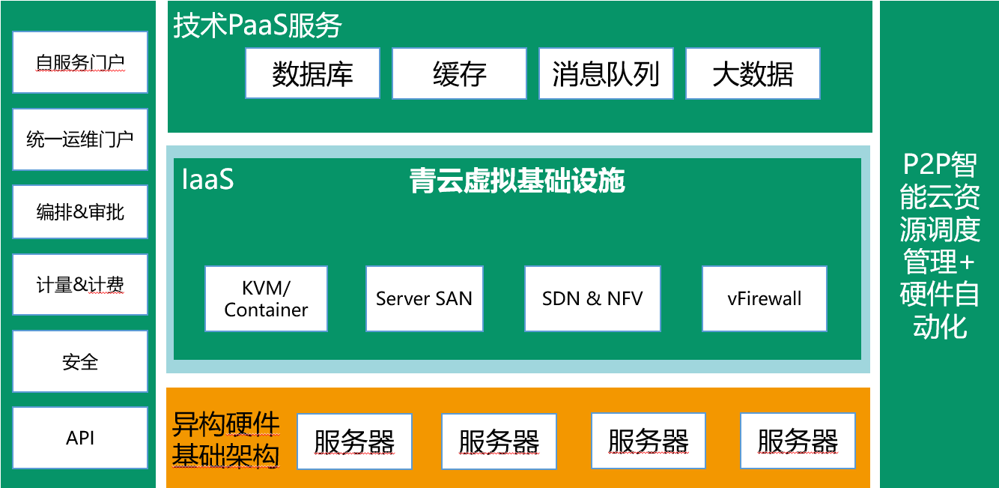 自服务门户
统一运维门户
编排&审批
计量&计费
安全
API
技术PaaS服务
数据库
缓存
消息队列
大数据
IaaS
青云虚拟基础设施
KVM/
Container
Server SAN
SDN & NFV
vFirewall
异构硬件
基础架构
服务器
服务器
服务器
服务器
P2P智
能云资
源调度
管理+
硬件自
动化